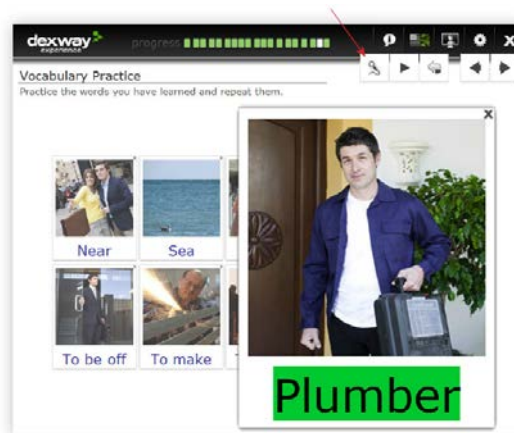 dexway
experience
progress
Vocabulary Practice
Practice the words you have learned and repeat them.
Near
Sea
To be off
To make
Plumber